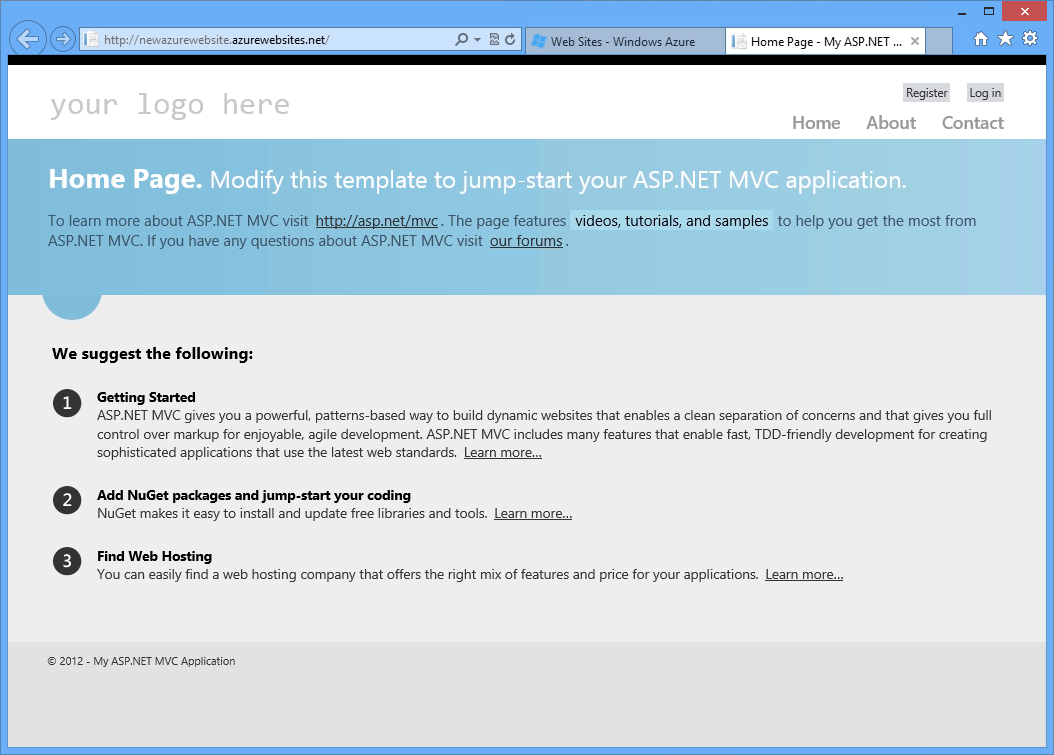 http://newazurewebsite.azurewebsites.net/
Web Sites - Windows Azure
Home Page - My ASP.NET ...
your logo here
Register
Log in
Home
About
Contact
Home Page. Modify this template to jump-start your ASP.NET MVC application.
To learn more about ASP.NET MVC visit http://asp.net/mvc. The page features videos, tutorials, and samples to help you get the most from
ASP.NET MVC. If you have any questions about ASP.NET MVC visit our forums.
We suggest the following:
1
Getting Started
ASP.NET MVC gives you a powerful, patterns-based way to build dynamic websites that enables a clean separation of concerns and that gives you full
control over markup for enjoyable, agile development. ASP.NET MVC includes many features that enable fast, TDD-friendly development for creating
sophisticated applications that use the latest web standards. Learn more...
2
Add NuGet packages and jump-start your coding
NuGet makes it easy to install and update free libraries and tools. Learn more...
3
Find Web Hosting
You can easily find a web hosting company that offers the right mix of features and price for your applications. Learn more...
© 2012 - My ASP.NET MVC Application